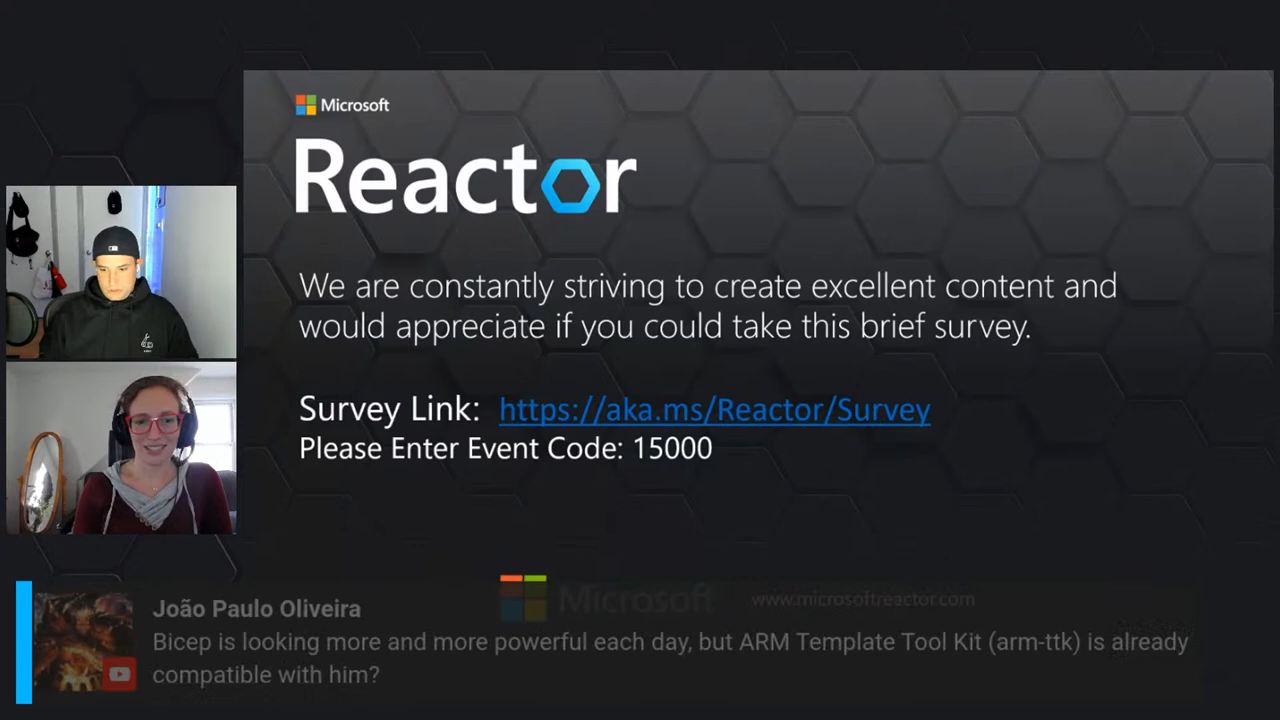 Microsoft
Reactor
We are constantly striving to create excellent content and
would appreciate if you could take this brief survey.
Survey Link: https://aka.ms/Reactor/Survey
Please Enter Event Code: 15000
Microsoft www.microsoftreactor.com
João Paulo Oliveira
Bicep is looking more and more powerful each day, but ARM Template Tool Kit (arm-ttk) is already
compatible with him?